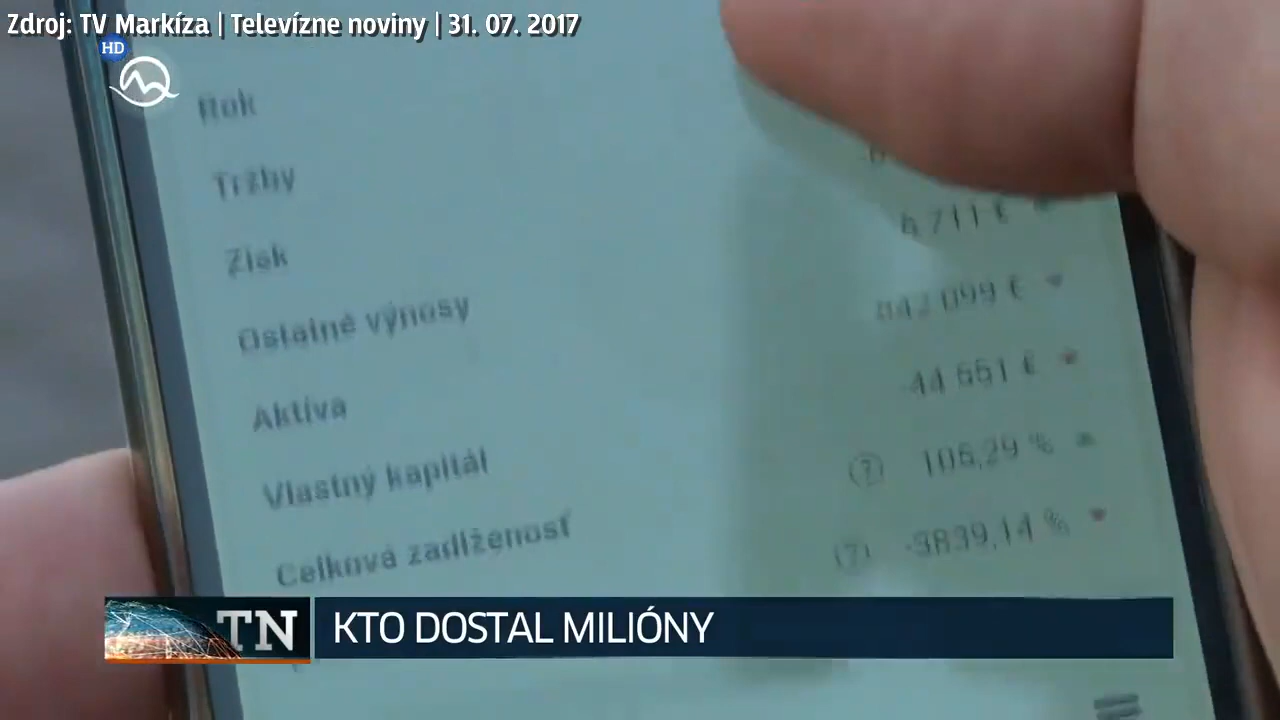 Zdroj: TV Markíza | Televízne noviny | 31. 07. 2017
HD
Rok
Tržby
Zisk
6 711 €
Ostatné výnosy
842 099 €
Aktíva
-44 661 €
Vlastný kapitál
(?) 106,29 %
Celková zadlženosť
(?) -3839,14 %
TN KTO DOSTAL MILIÓNY